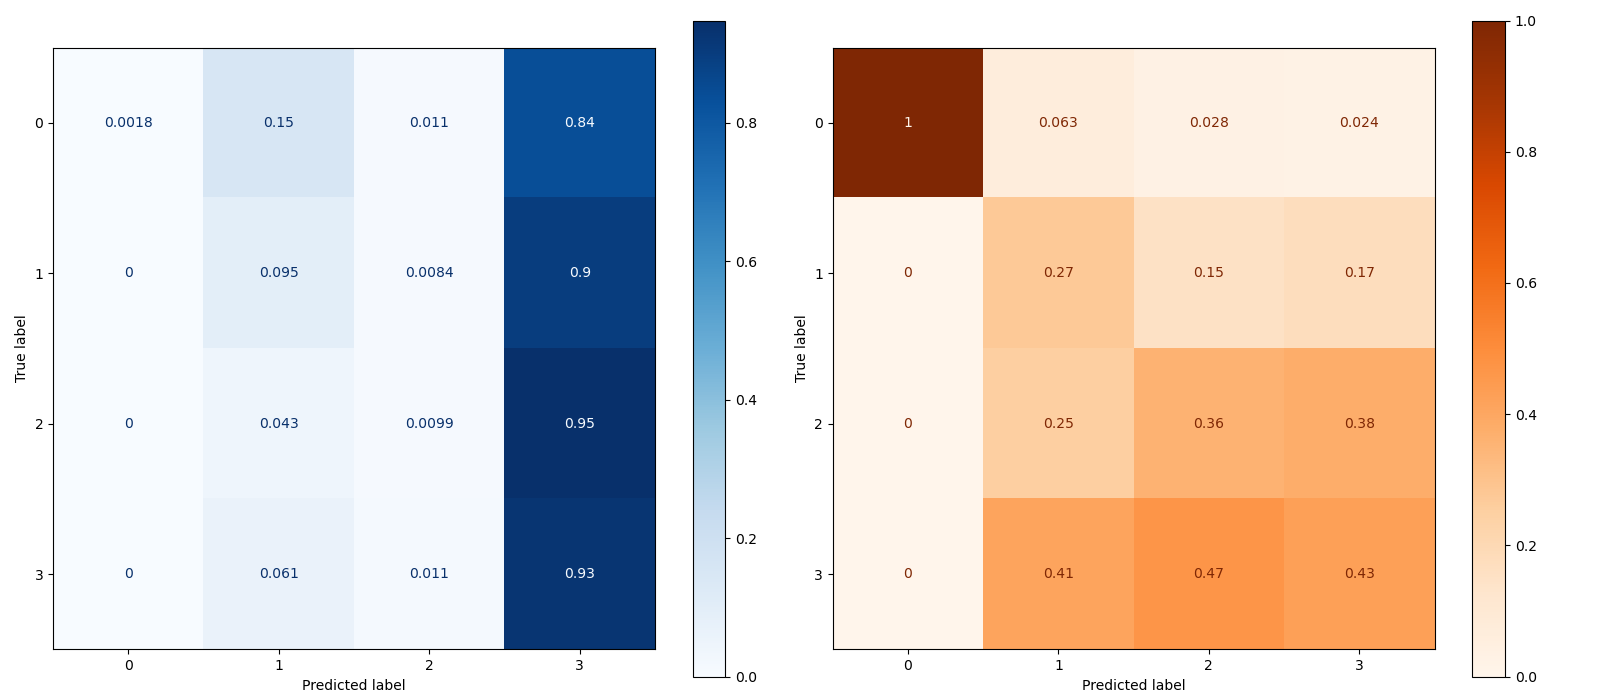 0 0.0018 0.15 0.011 0.84
1 0 0.095 0.0084 0.9
2 0 0.043 0.0099 0.95
3 0 0.061 0.011 0.93
0 1 2 3
Predicted label
True label
0.8
0.6
0.4
0.2
0.0
0 1 0.063 0.028 0.024
1 0 0.27 0.15 0.17
2 0 0.25 0.36 0.38
3 0 0.41 0.47 0.43
0 1 2 3
Predicted label
True label
1.0
0.8
0.6
0.4
0.2
0.0